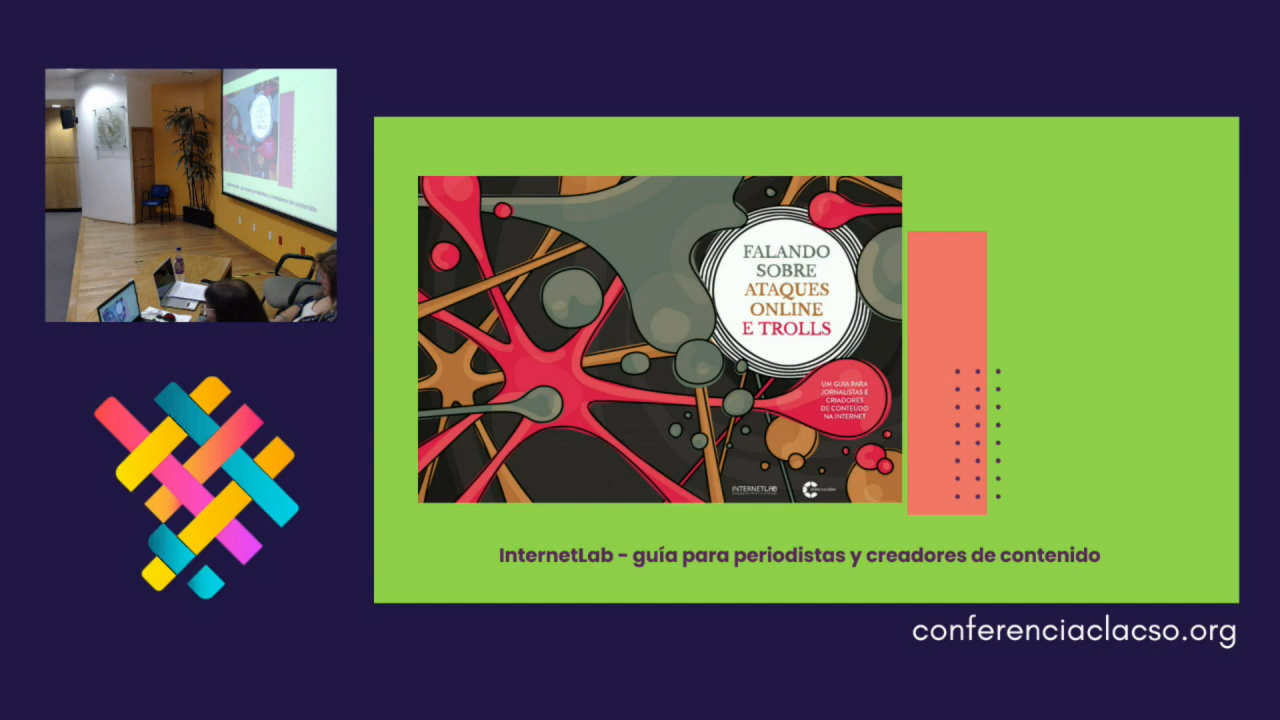 FALANDO
SOBRE
ATAQUES
ONLINE
E TROLLS
UM GUIA PARA
JORNALISTAS E
CRIADORES
DE CONTEÚDO
NA INTERNET
INTERNETLAB
InternetLab - guía para periodistas y creadores de contenido
conferenciaclacso.org